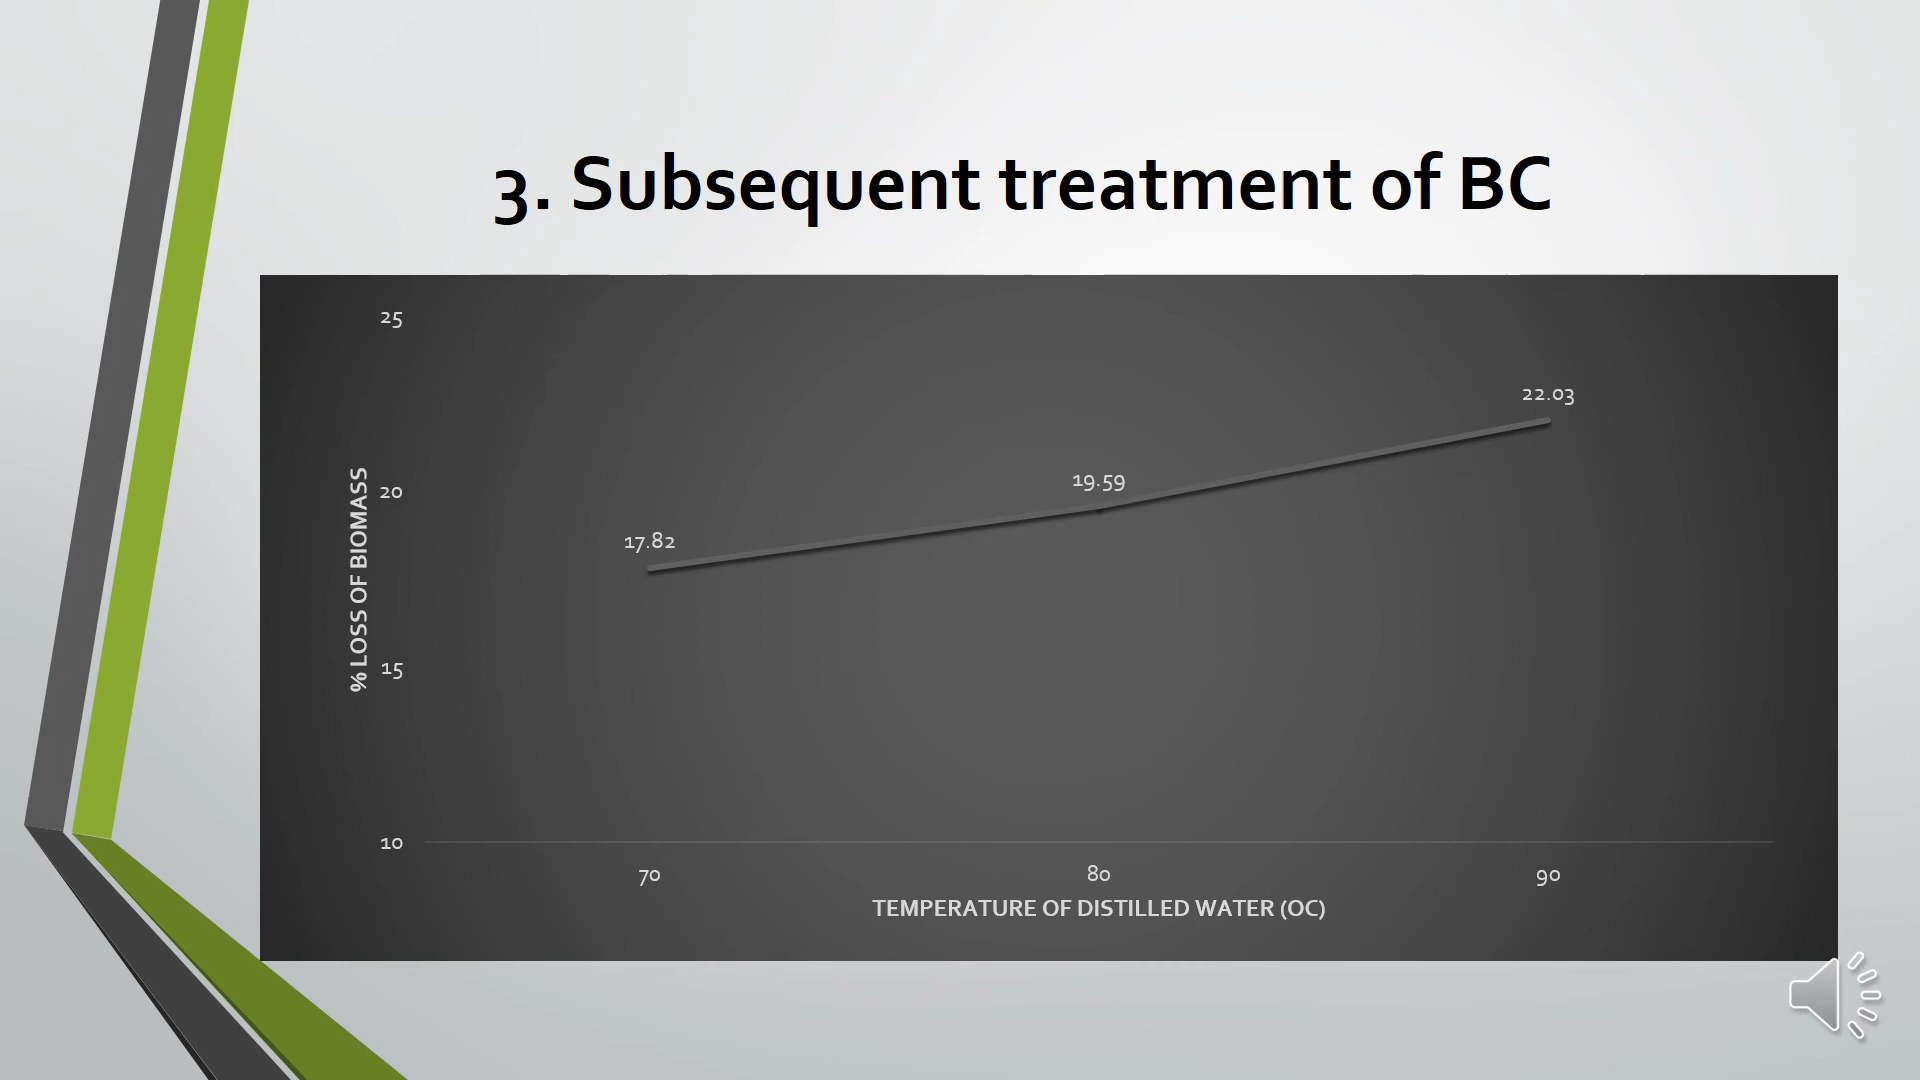 3. Subsequent treatment of BC
25
22.03
19.59
20
17.82
15
10
% LOSS OF BIOMASS
70 80 90
TEMPERATURE OF DISTILLED WATER (OC)